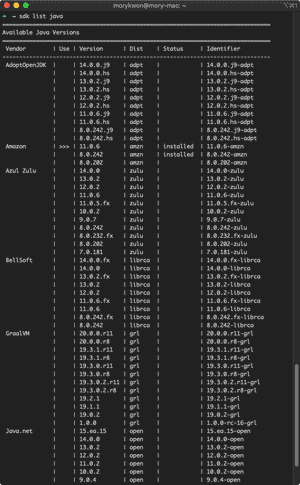 morykwon@mory-mac: ~
→ ~ sdk list java
================================================================================
Available Java Versions
================================================================================
Vendor | Use | Version | Dist | Status | Identifier
--------------------------------------------------------------------------------
AdoptOpenJDK | | 14.0.0.j9 | adpt | | 14.0.0.j9-adpt
| | 14.0.0.hs | adpt | | 14.0.0.hs-adpt
| | 13.0.2.j9 | adpt | | 13.0.2.j9-adpt
| | 13.0.2.hs | adpt | | 13.0.2.hs-adpt
| | 12.0.2.j9 | adpt | | 12.0.2.j9-adpt
| | 12.0.2.hs | adpt | | 12.0.2.hs-adpt
| | 11.0.6.j9 | adpt | | 11.0.6.j9-adpt
| | 11.0.6.hs | adpt | | 11.0.6.hs-adpt
| | 8.0.242.j9 | adpt | | 8.0.242.j9-adpt
| | 8.0.242.hs | adpt | | 8.0.242.hs-adpt
Amazon | >>> | 11.0.6 | amzn | installed | 11.0.6-amzn
| | 8.0.242 | amzn | installed | 8.0.242-amzn
| | 8.0.202 | amzn | | 8.0.202-amzn
Azul Zulu | | 14.0.0 | zulu | | 14.0.0-zulu
| | 13.0.2 | zulu | | 13.0.2-zulu
| | 12.0.2 | zulu | | 12.0.2-zulu
| | 11.0.6 | zulu | | 11.0.6-zulu
| | 11.0.5.fx | zulu | | 11.0.5.fx-zulu
| | 10.0.2 | zulu | | 10.0.2-zulu
| | 9.0.7 | zulu | | 9.0.7-zulu
| | 8.0.242 | zulu | | 8.0.242-zulu
| | 8.0.232.fx | zulu | | 8.0.232.fx-zulu
| | 8.0.202 | zulu | | 8.0.202-zulu
| | 7.0.181 | zulu | | 7.0.181-zulu
BellSoft | | 14.0.0.fx | librca | | 14.0.0.fx-librca
| | 14.0.0 | librca | | 14.0.0-librca
| | 13.0.2.fx | librca | | 13.0.2.fx-librca
| | 13.0.2 | librca | | 13.0.2-librca
| | 12.0.2 | librca | | 12.0.2-librca
| | 11.0.6.fx | librca | | 11.0.6.fx-librca
| | 11.0.6 | librca | | 11.0.6-librca
| | 8.0.242.fx | librca | | 8.0.242.fx-librca
| | 8.0.242 | librca | | 8.0.242-librca
GraalVM | | 20.0.0.r11 | grl | | 20.0.0.r11-grl
| | 20.0.0.r8 | grl | | 20.0.0.r8-grl
| | 19.3.1.r11 | grl | | 19.3.1.r11-grl
| | 19.3.1.r8 | grl | | 19.3.1.r8-grl
| | 19.3.0.r11 | grl | | 19.3.0.r11-grl
| | 19.3.0.r8 | grl | | 19.3.0.r8-grl
| | 19.3.0.2.r11 | grl | | 19.3.0.2.r11-grl
| | 19.3.0.2.r8 | grl | | 19.3.0.2.r8-grl
| | 19.2.1 | grl | | 19.2.1-grl
| | 19.1.1 | grl | | 19.1.1-grl
| | 19.0.2 | grl | | 19.0.2-grl
| | 1.0.0 | grl | | 1.0.0-rc-16-grl
Java.net | | 15.ea.15 | open | | 15.ea.15-open
| | 14.0.0 | open | | 14.0.0-open
| | 13.0.2 | open | | 13.0.2-open
| | 12.0.2 | open | | 12.0.2-open
| | 11.0.2 | open | | 11.0.2-open
| | 10.0.2 | open | | 10.0.2-open
| | 9.0.4 | open | | 9.0.4-open